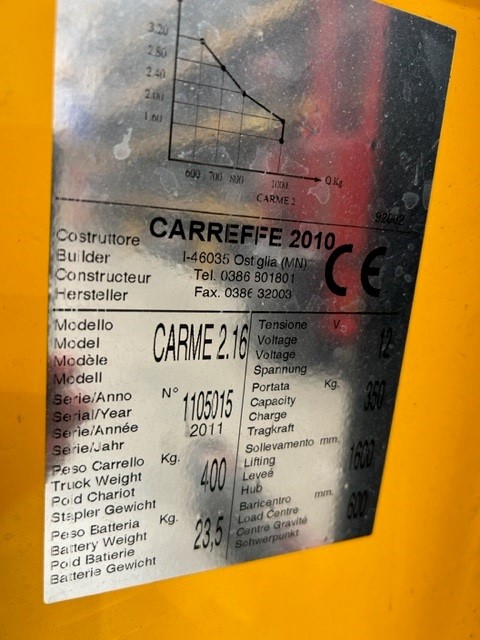 3.20
2.80
2.40
2.00
1.60
600 700 800 1000 Q Kg
CARME 2
92002
Costruttore
Builder
Constructeur
Hersteller
CARREFFE 2010
I-46035 Ostiglia (MN)
Tel. 0386 801801
Fax. 0386 32003
CE
Modello
Model
Modèle
Modell
CARME 2.16
Serie/Anno N°
Serial/Year
Serie/Année
Serie/Jahr
1105015
2011
Peso Carrello Kg.
Truck Weight
Poid Chariot
Stapler Gewicht
400
Peso Batteria Kg.
Battery Weight
Poid Batierie
Batterie Gewicht
23,5
Tensione V.
Voltage
Voltage
Spannung
12
Portata Kg.
Capacity
Charge
Tragkraft
350
Sollevamento mm.
Lifting
Leveé
Hub
1600
Baricentro mm.
Load Centre
Centre Gravité
Schwerpunkt
600